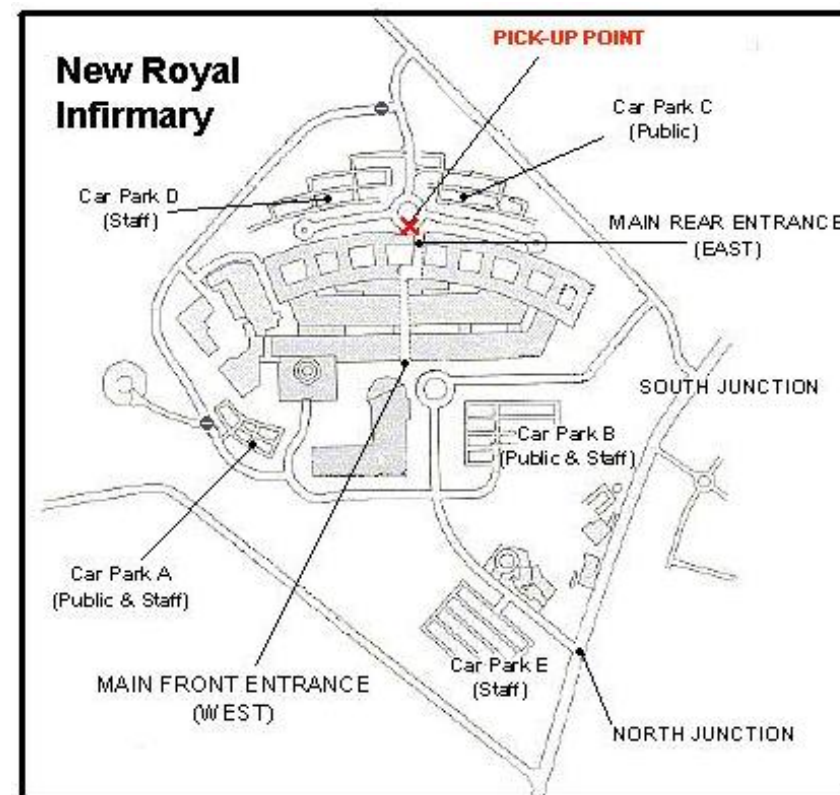 PICK-UP POINT
New Royal
Infirmary
Car Park C
(Public)
Car Park D
(Staff)
MAIN REAR ENTRANCE
(EAST)
SOUTH JUNCTION
Car Park B
(Public & Staff)
Car Park A
(Public & Staff)
Car Park E
(Staff)
MAIN FRONT ENTRANCE
(WEST)
NORTH JUNCTION